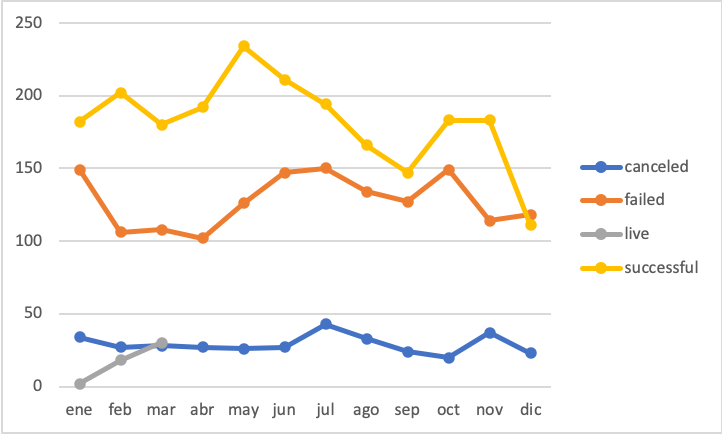 250
200
150
100
50
0
ene feb mar abr may jun jul ago sep oct nov dic
canceled
failed
live
successful